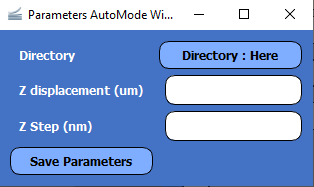 Parameters AutoMode Wi...
Directory
Directory : Here
Z displacement (um)
Z Step (nm)
Save Parameters